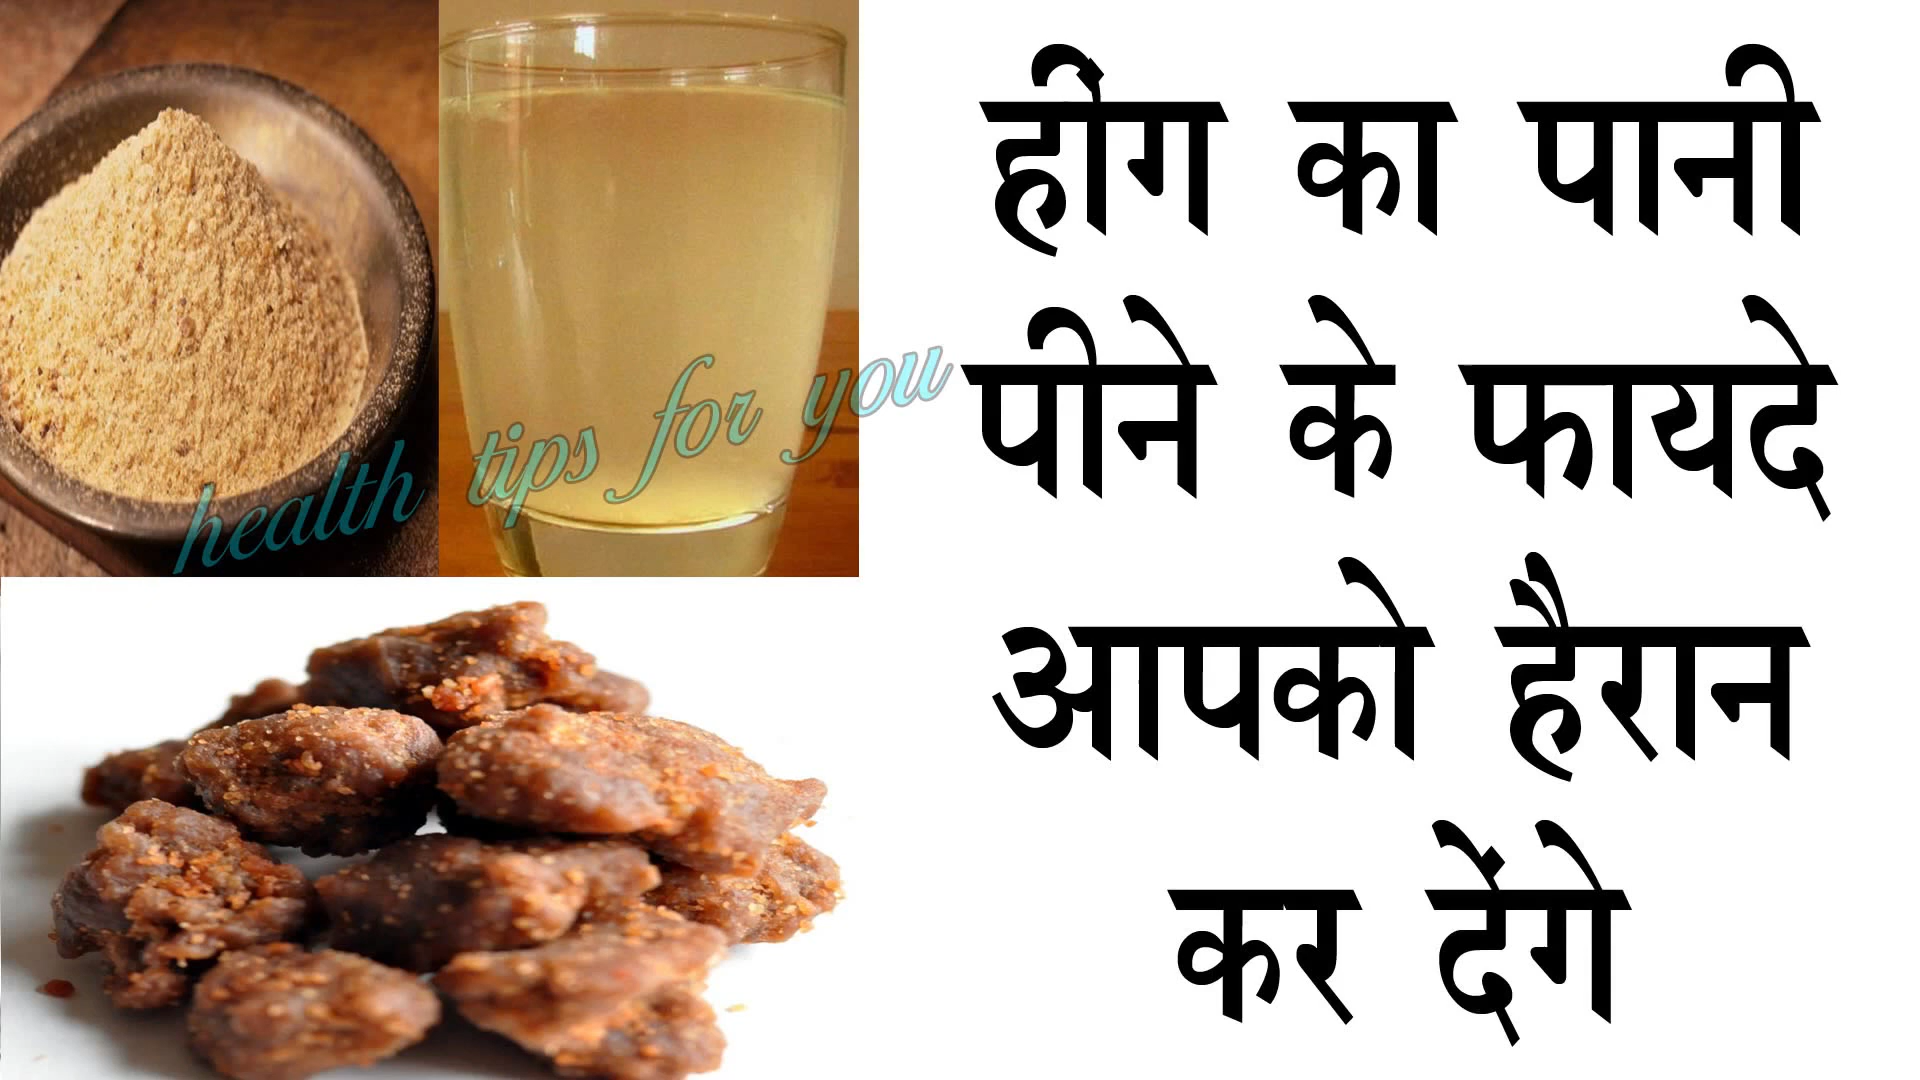 हींग का पानी
पीने के फायदे
आपको हैरान
कर देंगे
health tips for you